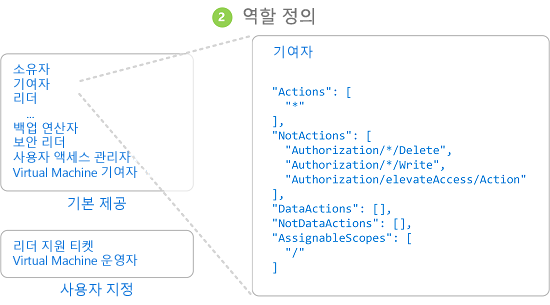 2 역할 정의
소유자
기여자
리더
...
백업 연산자
보안 리더
사용자 액세스 관리자
Virtual Machine 기여자
기본 제공
리더 지원 티켓
Virtual Machine 운영자
사용자 지정
기여자
"Actions": [
"*"
],
"NotActions": [
"Authorization/*/Delete",
"Authorization/*/Write",
"Authorization/elevateAccess/Action"
],
"DataActions": [],
"NotDataActions": [],
"AssignableScopes": [
"/"
]